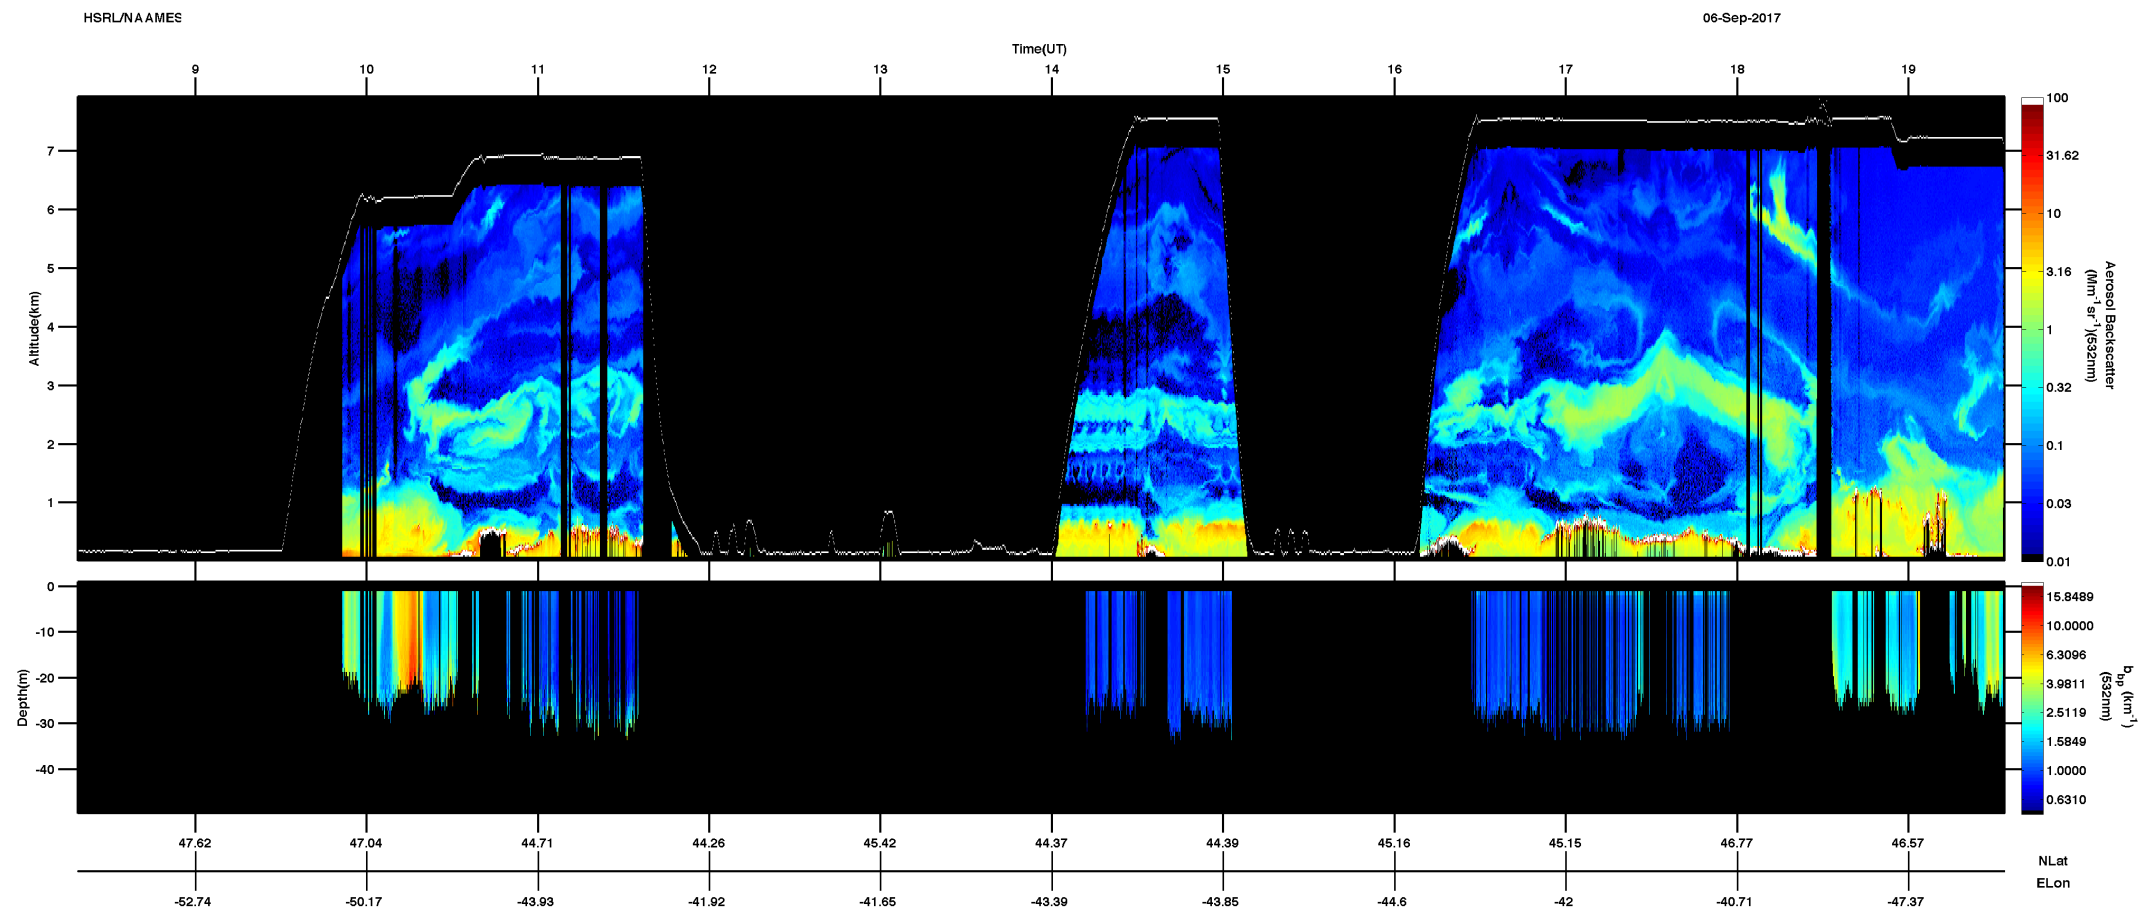 HSRL/NAAMES
06-Sep-2017
Time(UT)
9 10 11 12 13 14 15 16 17 18 19
Altitude(km)
7
6
5
4
3
2
1
100
31.62
10
3.16
1
0.32
0.1
0.03
0.01
Aerosol Backscatter
(Mm⁻¹sr⁻¹)(532nm)
Depth(m)
0
-10
-20
-30
-40
15.8489
10.0000
6.3096
3.9811
2.5119
1.5849
1.0000
0.6310
b_bp (km⁻¹)
(532nm)
47.62 47.04 44.71 44.26 45.42 44.37 44.39 45.16 45.15 46.77 46.57
NLat
ELon
-52.74 -50.17 -43.93 -41.92 -41.65 -43.39 -43.85 -44.6 -42 -40.71 -47.37